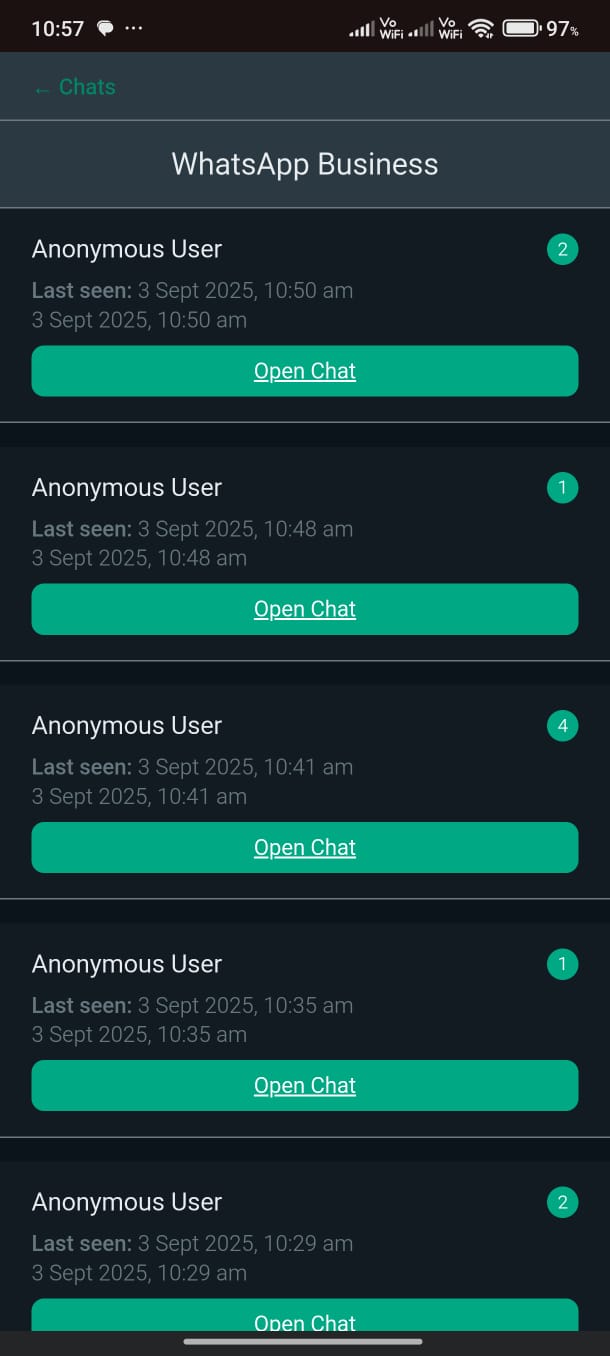 10:57 ... Vo WiFi Vo WiFi 97%
← Chats
WhatsApp Business
Anonymous User 2
Last seen: 3 Sept 2025, 10:50 am
3 Sept 2025, 10:50 am
Open Chat
Anonymous User 1
Last seen: 3 Sept 2025, 10:48 am
3 Sept 2025, 10:48 am
Open Chat
Anonymous User 4
Last seen: 3 Sept 2025, 10:41 am
3 Sept 2025, 10:41 am
Open Chat
Anonymous User 1
Last seen: 3 Sept 2025, 10:35 am
3 Sept 2025, 10:35 am
Open Chat
Anonymous User 2
Last seen: 3 Sept 2025, 10:29 am
3 Sept 2025, 10:29 am
Open Chat